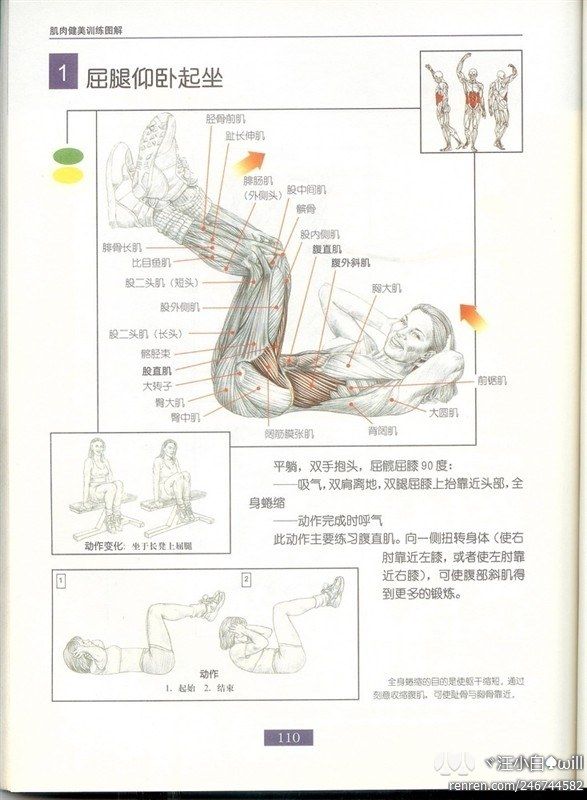 肌肉健美训练图解
1
屈腿仰卧起坐
胫骨前肌
趾长伸肌
腓肠肌
（外侧头）
股中间肌
髌骨
股内侧肌
腹直肌
腹外斜肌
胸大肌
腓骨长肌
比目鱼肌
股二头肌（短头）
股外侧肌
股二头肌（长头）
髂胫束
股直肌
大转子
臀大肌
臀中肌
阔筋膜张肌
背阔肌
大圆肌
前锯肌
动作变化：坐于长凳上屈腿
平躺，双手抱头，屈髋屈膝90度：
——吸气，双肩离地，双腿屈膝上抬靠近头部，全
身蜷缩
——动作完成时呼气
此动作主要练习腹直肌。向一侧扭转身体（使右
肘靠近左膝，或者使左肘靠
近右膝），可使腹部斜肌得
到更多的锻炼。
1
2
动作
1. 起始 2. 结束
全身蜷缩的目的是使躯干缩短，通过
刻意收缩腹肌，可使耻骨与胸骨靠近。
110
ヾ汪小白♠ωill
renren.com/246744582